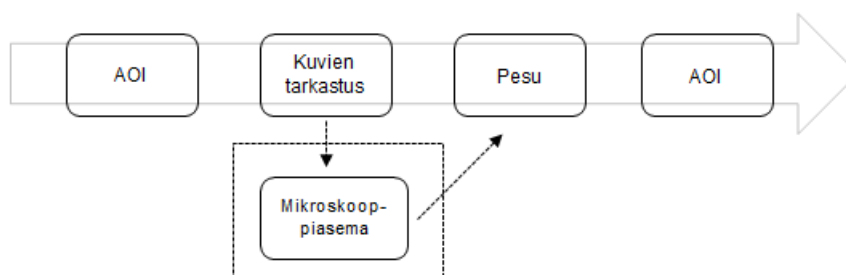 AOI
Kuvien
tarkastus
Pesu
AOI
Mikroskoop-
piasema